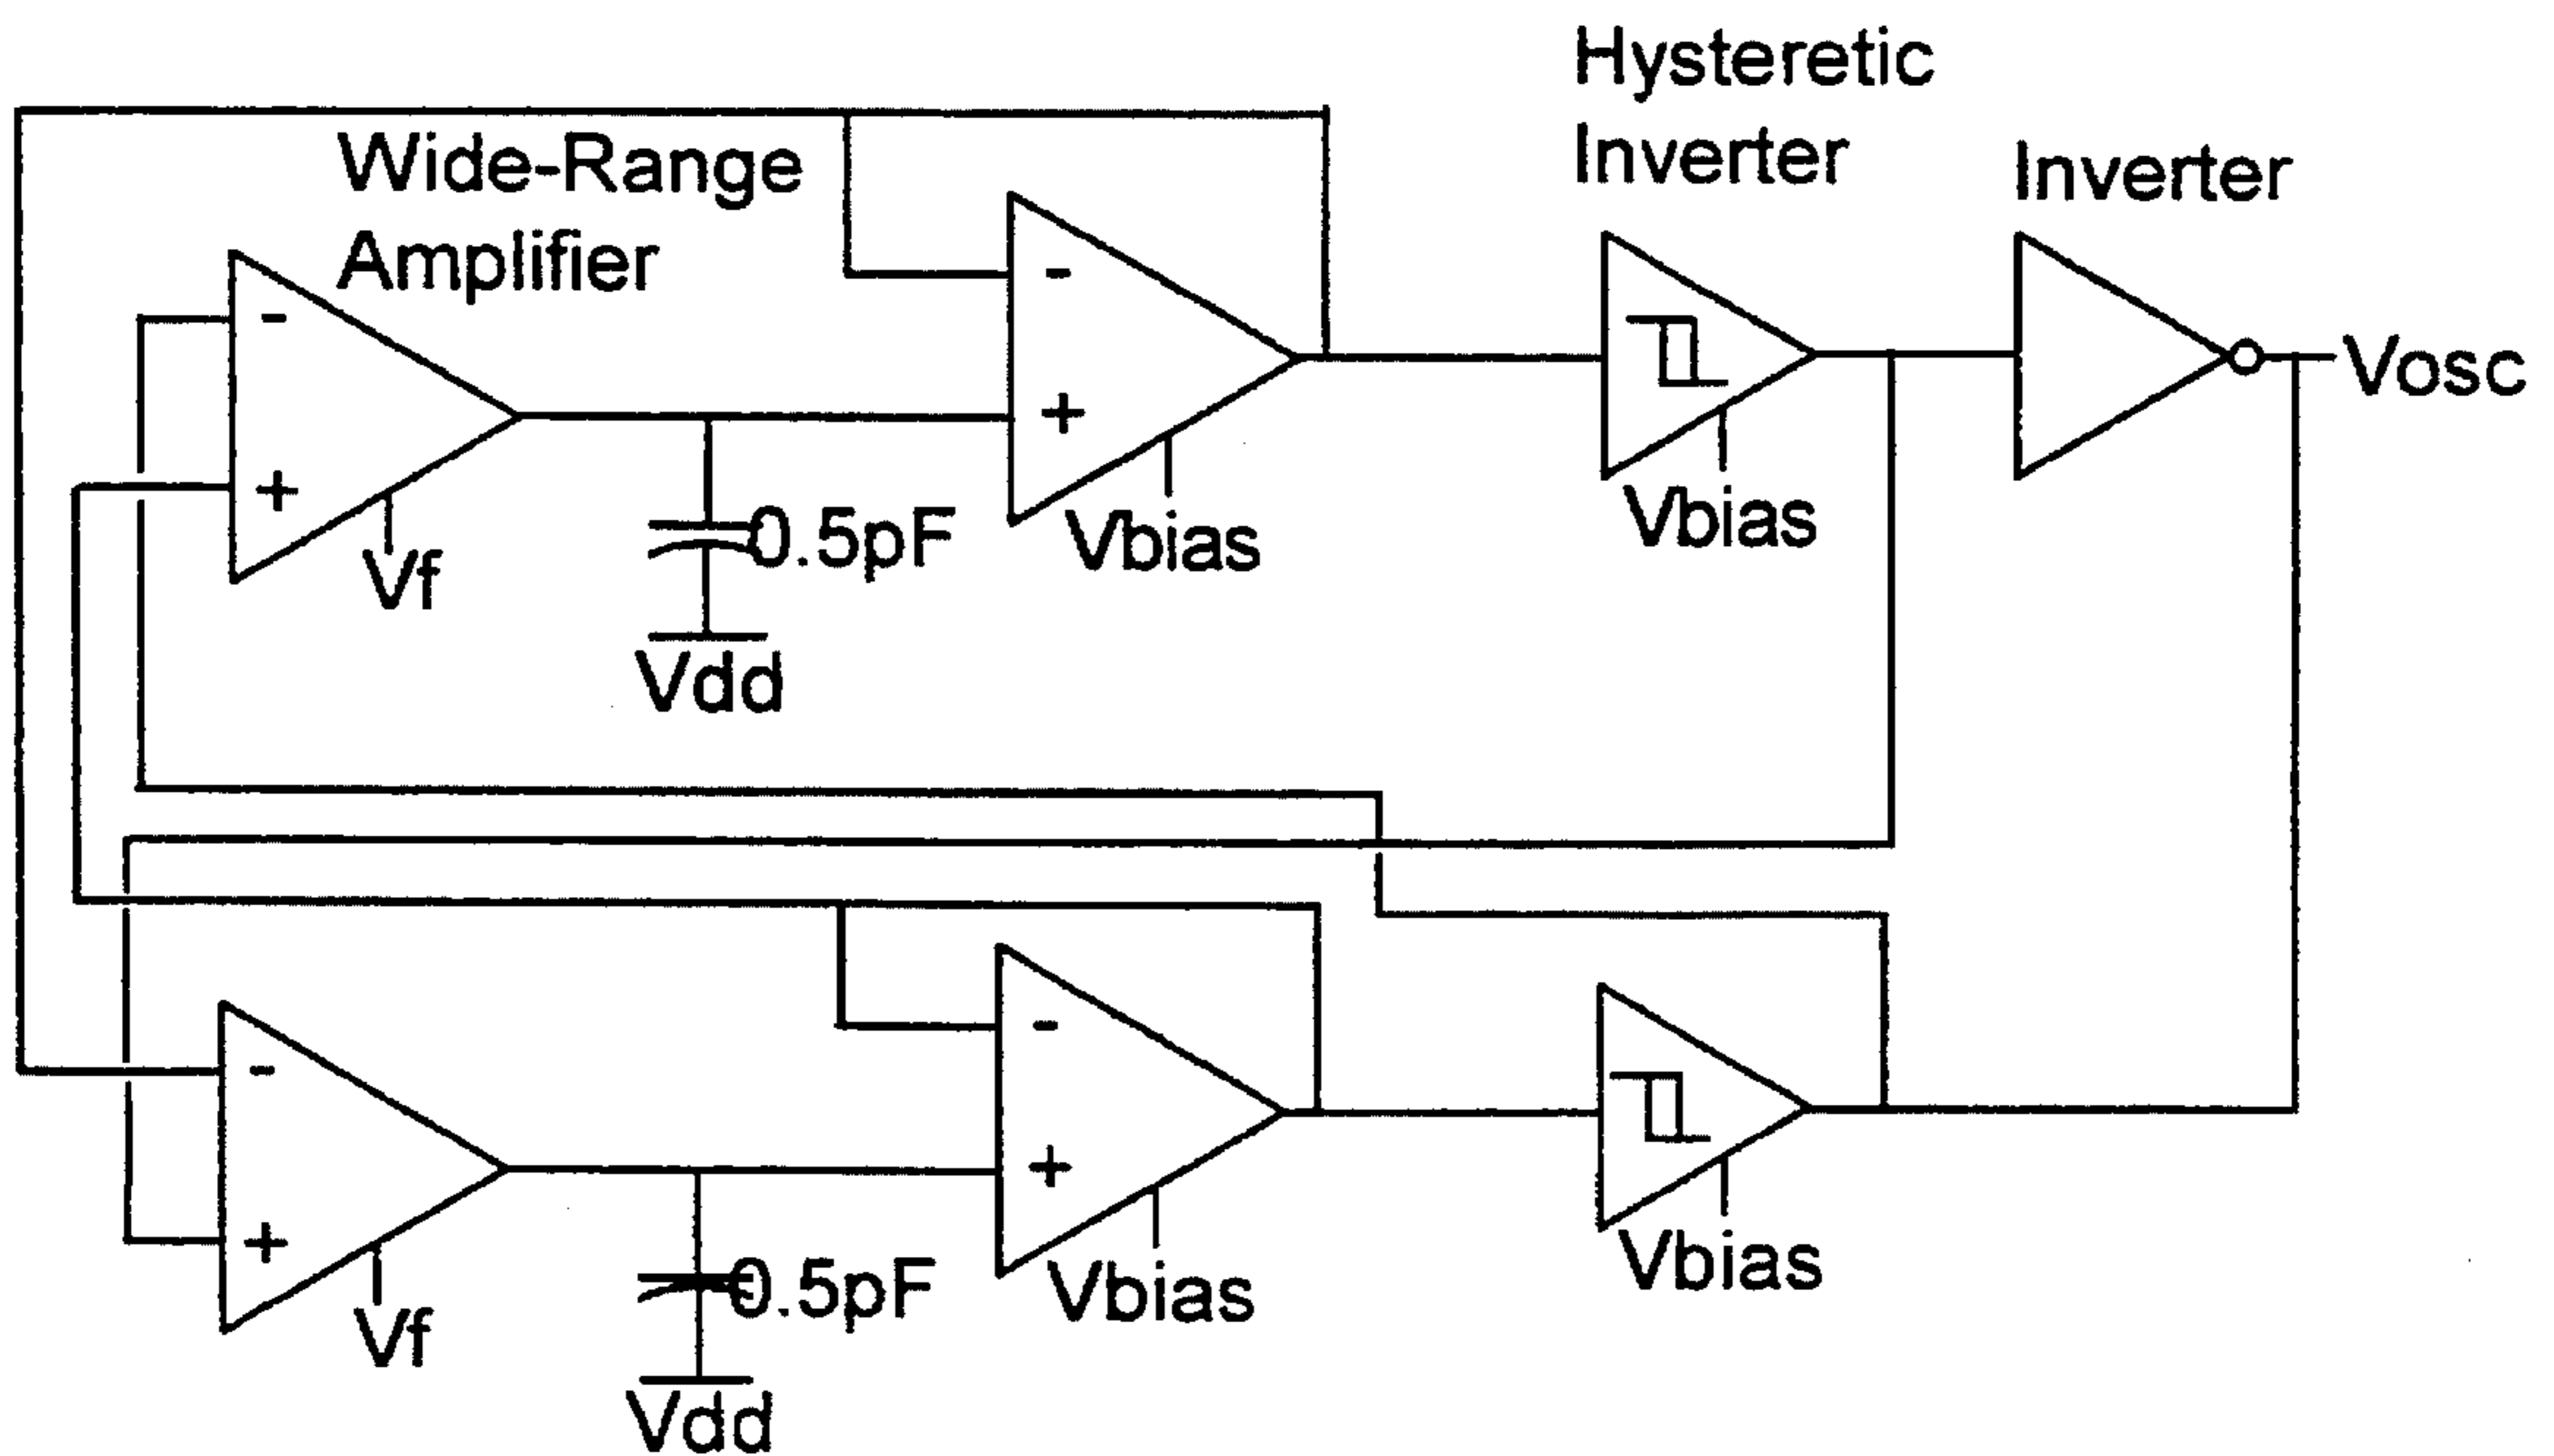 Hysteretic
Inverter
Inverter
Wide-Range
Amplifier
-
+
Vf
0.5pF
Vdd
-
+
Vbias
Vbias
Vosc
-
+
Vf
0.5pF
Vdd
-
+
Vbias
Vbias